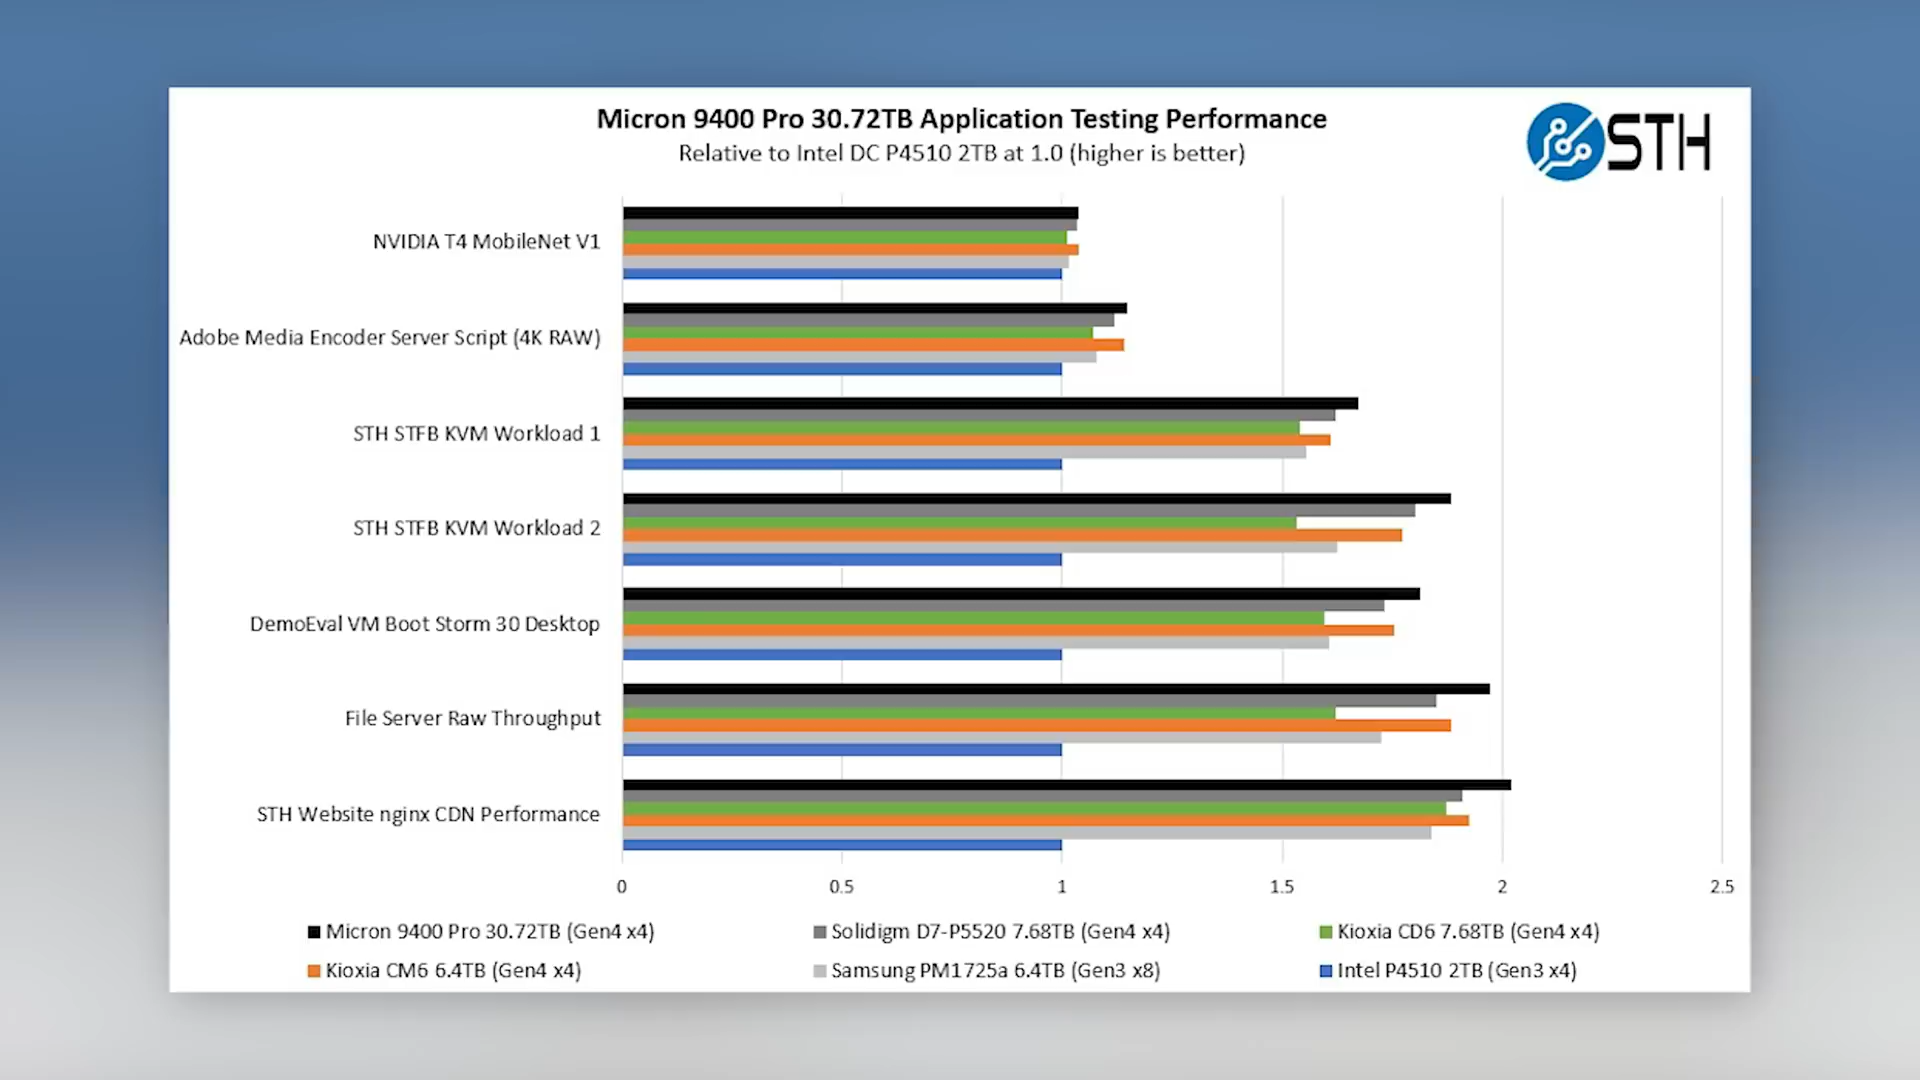 Micron 9400 Pro 30.72TB Application Testing Performance
Relative to Intel DC P4510 2TB at 1.0 (higher is better)
STH
NVIDIA T4 MobileNet V1
Adobe Media Encoder Server Script (4K RAW)
STH STFB KVM Workload 1
STH STFB KVM Workload 2
DemoEval VM Boot Storm 30 Desktop
File Server Raw Throughput
STH Website nginx CDN Performance
0 0.5 1 1.5 2 2.5
Micron 9400 Pro 30.72TB (Gen4 x4) Solidigm D7-P5520 7.68TB (Gen4 x4) Kioxia CD6 7.68TB (Gen4 x4)
Kioxia CM6 6.4TB (Gen4 x4) Samsung PM1725a 6.4TB (Gen3 x8) Intel P4510 2TB (Gen3 x4)